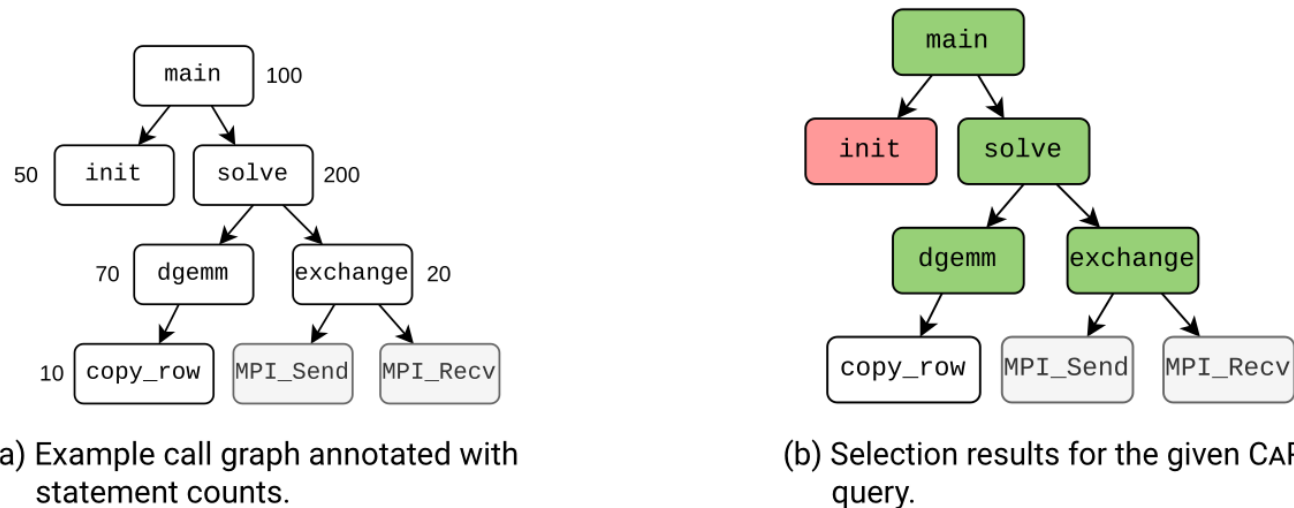 main 100
50 init solve 200
70 dgemm exchange 20
10 copy_row MPI_Send MPI_Recv
a) Example call graph annotated with
statement counts.
main
init solve
dgemm exchange
copy_row MPI_Send MPI_Recv
(b) Selection results for the given
query.